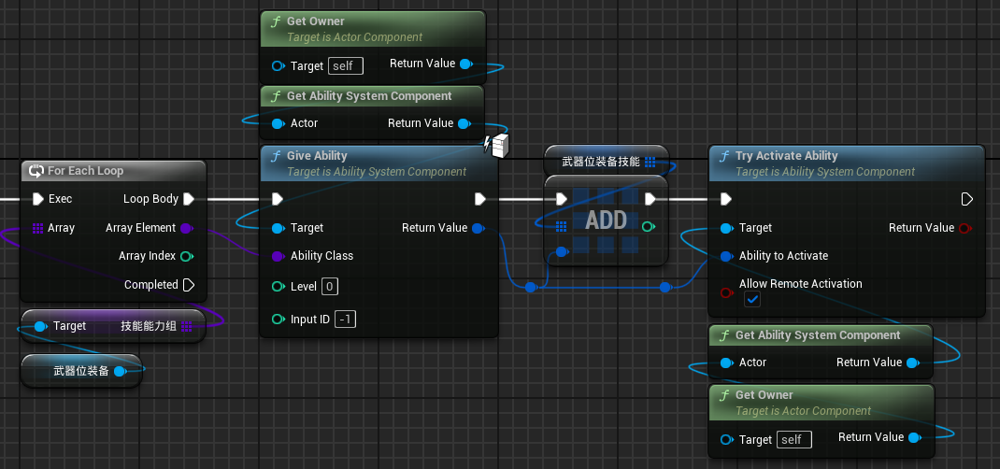 Get Owner
Target is Actor Component
Target self Return Value
Get Ability System Component
Actor Return Value
For Each Loop
Exec Loop Body
Array Array Element
Array Index
Completed
Target 技能能力组
武器位装备
Give Ability
Target is Ability System Component
Target Return Value
Ability Class
Level 0
Input ID -1
武器位装备技能
ADD
Try Activate Ability
Target is Ability System Component
Target Return Value
Ability to Activate
Allow Remote Activation
Get Ability System Component
Actor Return Value
Get Owner
Target is Actor Component
Target self Return Value